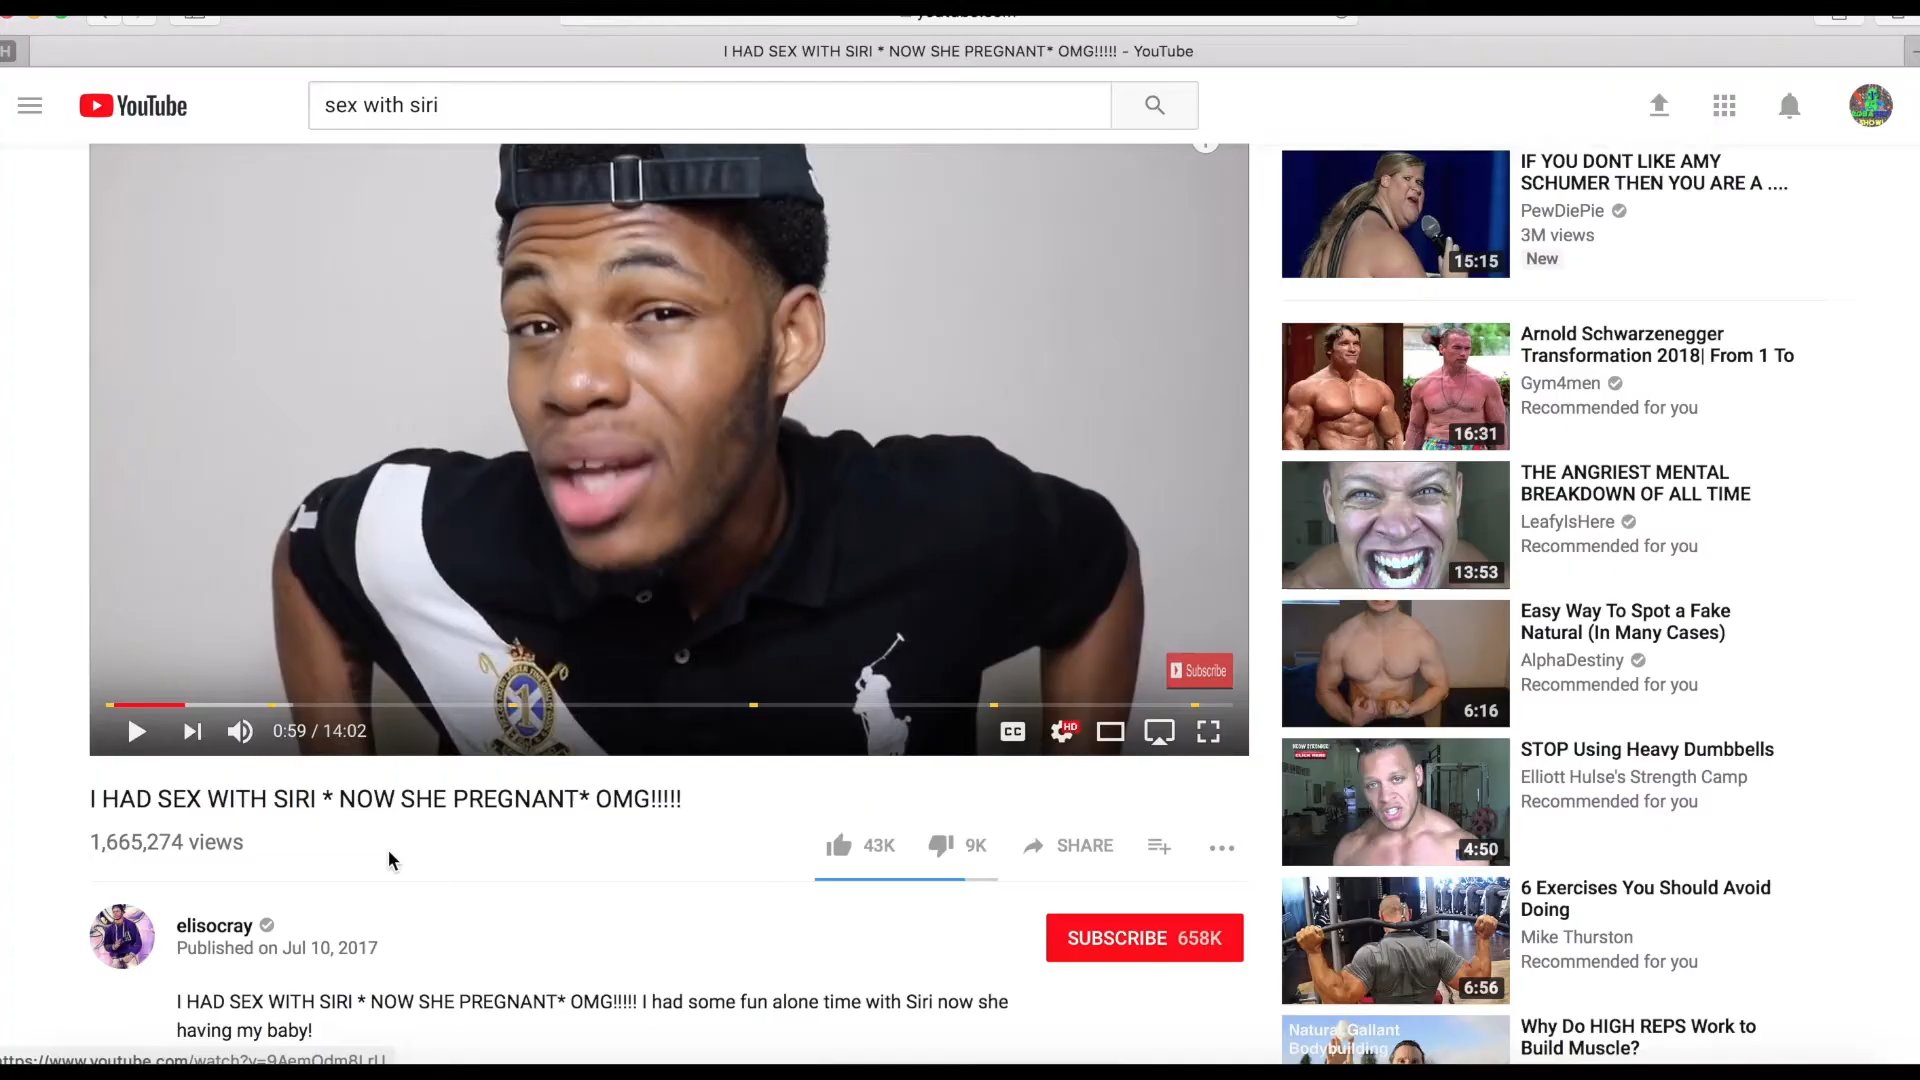 I HAD SEX WITH SIRI * NOW SHE PREGNANT* OMG!!!!! - YouTube
YouTube
sex with siri
Subscribe
0:59 / 14:02
CC
HD
I HAD SEX WITH SIRI * NOW SHE PREGNANT* OMG!!!!!
1,665,274 views
43K
9K
SHARE
elisocray
Published on Jul 10, 2017
SUBSCRIBE 658K
I HAD SEX WITH SIRI * NOW SHE PREGNANT* OMG!!!!! I had some fun alone time with Siri now she
having my baby!
15:15
IF YOU DONT LIKE AMY
SCHUMER THEN YOU ARE A ....
PewDiePie
3M views
New
16:31
Arnold Schwarzenegger
Transformation 2018| From 1 To
Gym4men
Recommended for you
13:53
THE ANGRIEST MENTAL
BREAKDOWN OF ALL TIME
LeafyIsHere
Recommended for you
6:16
Easy Way To Spot a Fake
Natural (In Many Cases)
AlphaDestiny
Recommended for you
4:50
STOP Using Heavy Dumbbells
Elliott Hulse's Strength Camp
Recommended for you
6:56
6 Exercises You Should Avoid
Doing
Mike Thurston
Recommended for you
Natural Gallant
Bodybuilding
Why Do HIGH REPS Work to
Build Muscle?